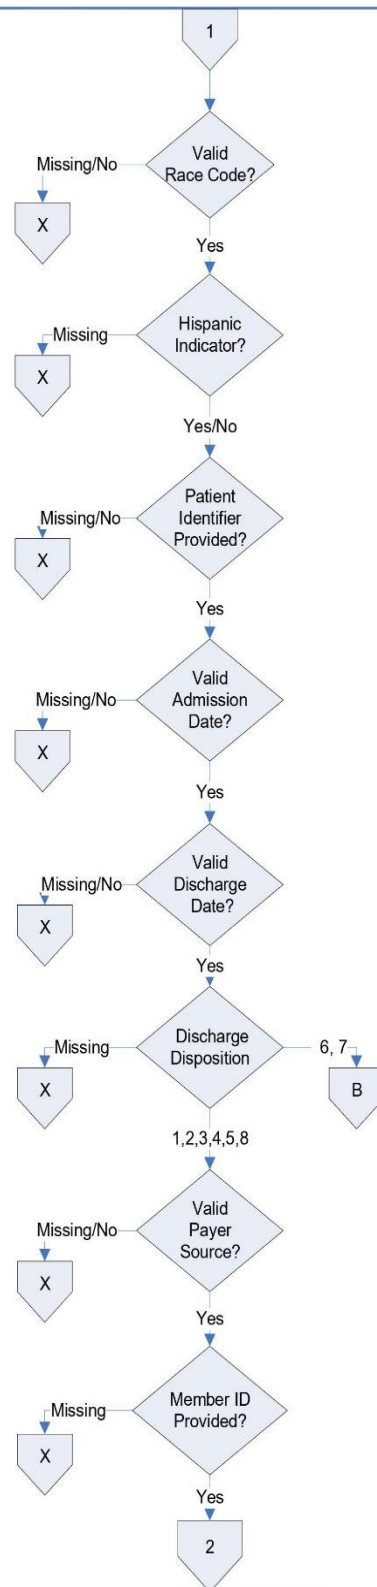 1
Valid
Race Code?
Missing/No
X
Yes
Hispanic
Indicator?
Missing
X
Yes/No
Patient
Identifier
Provided?
Missing/No
X
Yes
Valid
Admission
Date?
Missing/No
X
Yes
Valid
Discharge
Date?
Missing/No
X
Yes
Discharge
Disposition
Missing
X
6, 7
B
1,2,3,4,5,8
Valid
Payer
Source?
Missing/No
X
Yes
Member ID
Provided?
Missing
X
Yes
2